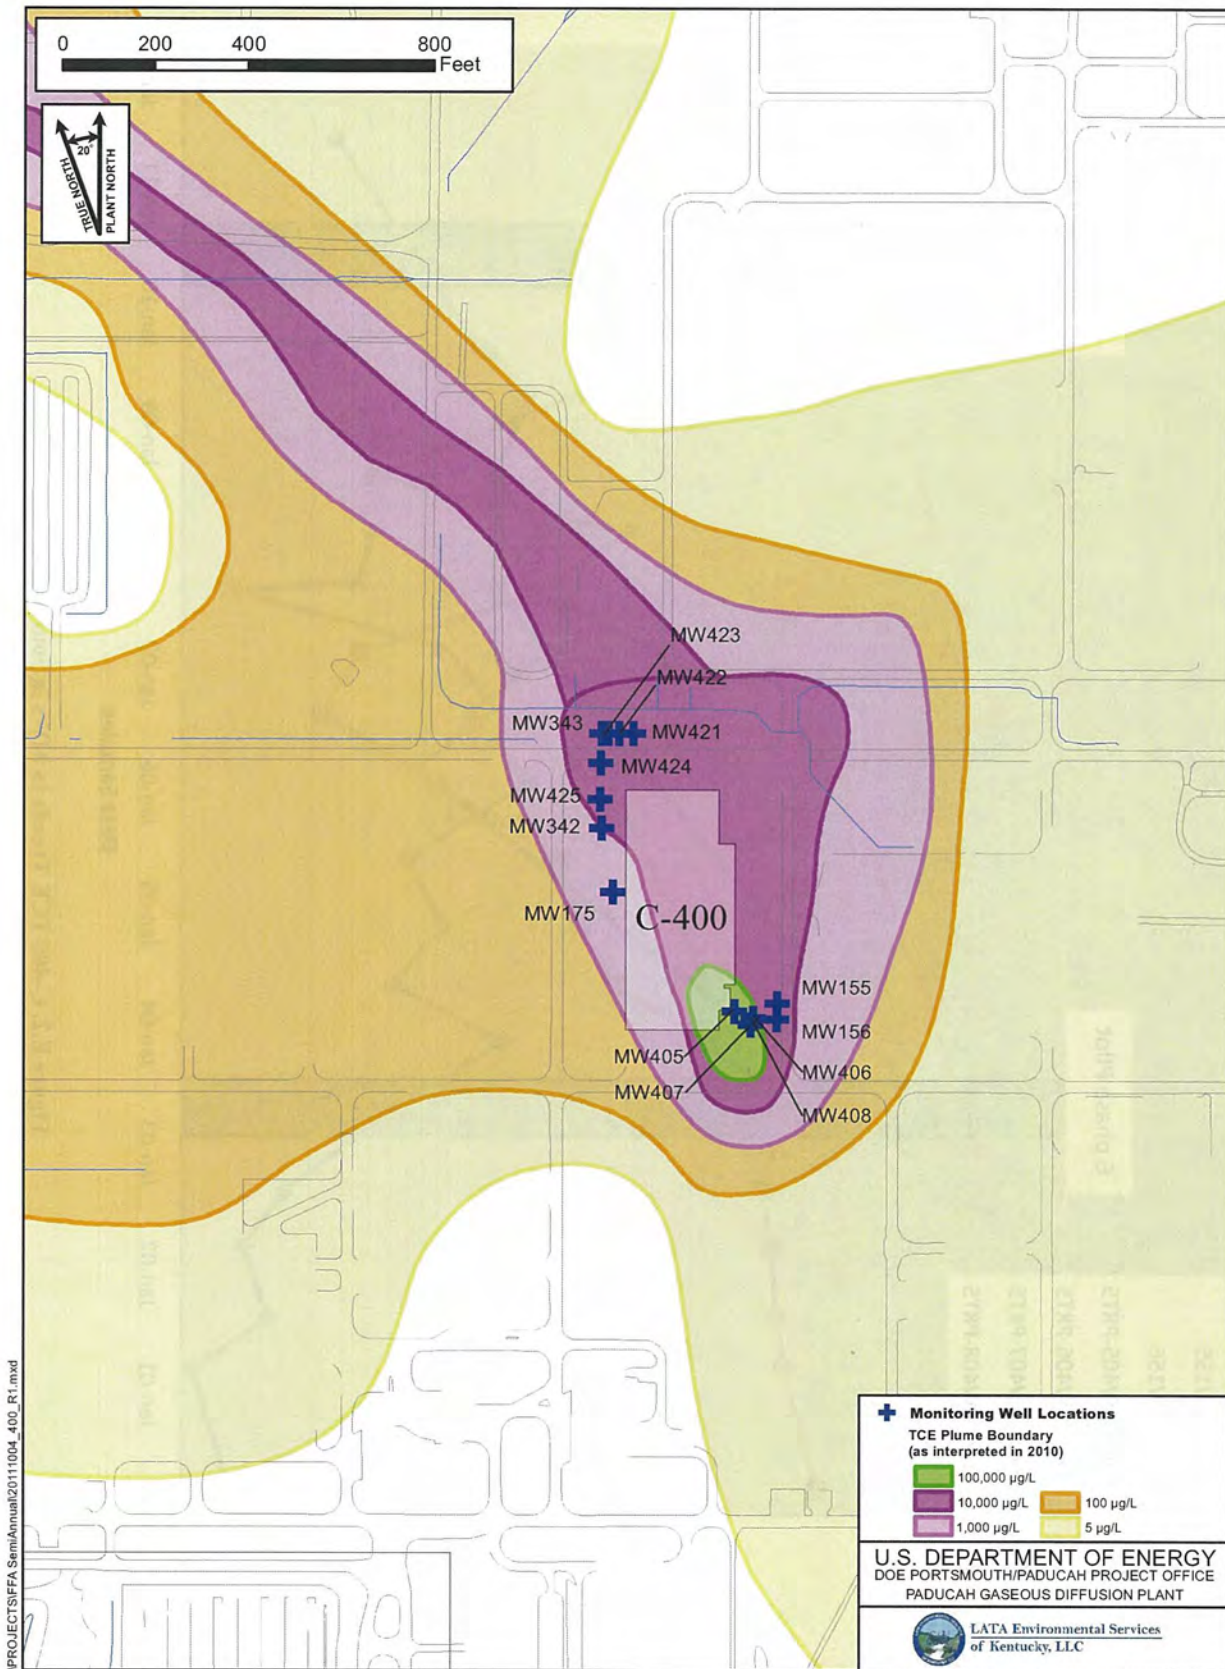 0 200 400 800
Feet
TRUE NORTH
20°
PLANT NORTH
MW423
MW422
MW343
MW421
MW424
MW425
MW342
MW175
C-400
MW155
MW156
MW405
MW406
MW407
MW408
Monitoring Well Locations
TCE Plume Boundary
(as interpreted in 2010)
100,000 µg/L
10,000 µg/L 100 µg/L
1,000 µg/L 5 µg/L
U.S. DEPARTMENT OF ENERGY
DOE PORTSMOUTH/PADUCAH PROJECT OFFICE
PADUCAH GASEOUS DIFFUSION PLANT
LATA Environmental Services
of Kentucky, LLC
\PROJECTS\FFA SemiAnnual\20111004_400_R1.mxd